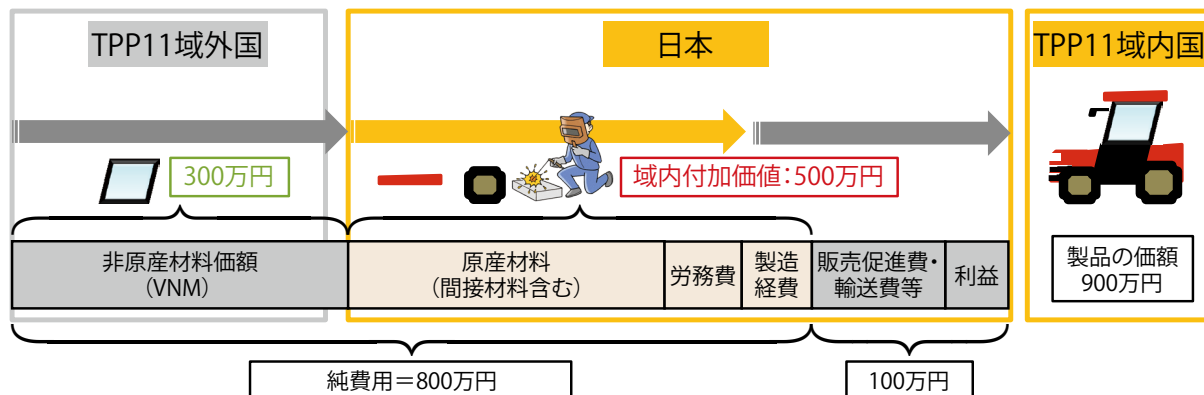 TPP11域外国
日本
TPP11域内国
300万円
域内付加価値：500万円
非原産材料価額
（VNM）
原産材料
（間接材料含む）
労務費
製造
経費
販売促進費・
輸送費等
利益
製品の価額
900万円
純費用＝800万円
100万円